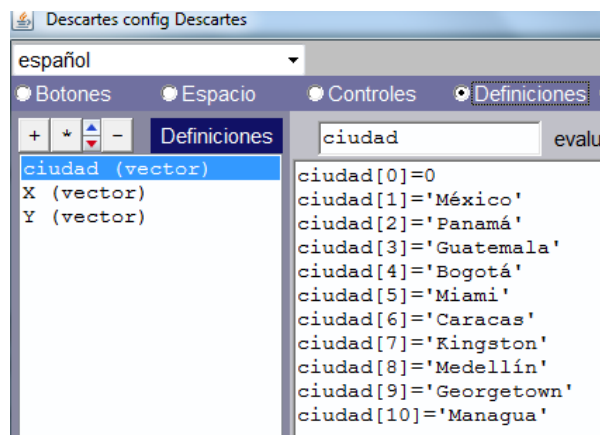 Descartes config Descartes
español
Botones Espacio Controles Definiciones
+ * - Definiciones ciudad evalu
ciudad (vector)
X (vector)
Y (vector)
ciudad[0]=0
ciudad[1]='México'
ciudad[2]='Panamá'
ciudad[3]='Guatemala'
ciudad[4]='Bogotá'
ciudad[5]='Miami'
ciudad[6]='Caracas'
ciudad[7]='Kingston'
ciudad[8]='Medellín'
ciudad[9]='Georgetown'
ciudad[10]='Managua'